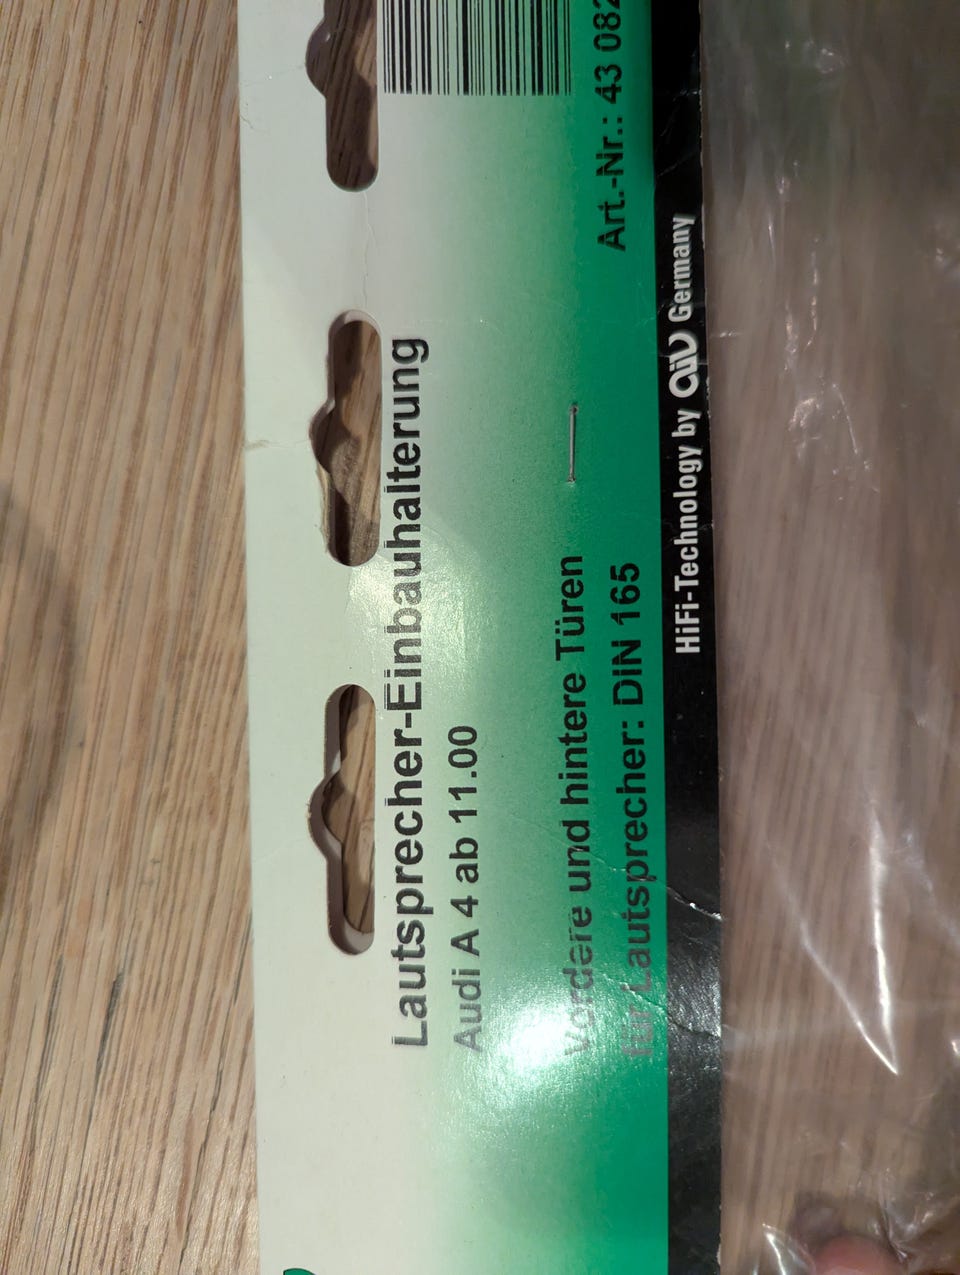 Lautsprecher-Einbauhalterung
Audi A 4 ab 11.00
Vordere und hintere Türen
für Lautsprecher: DIN 165
Art.-Nr.: 43 082
HiFi-Technology by Germany